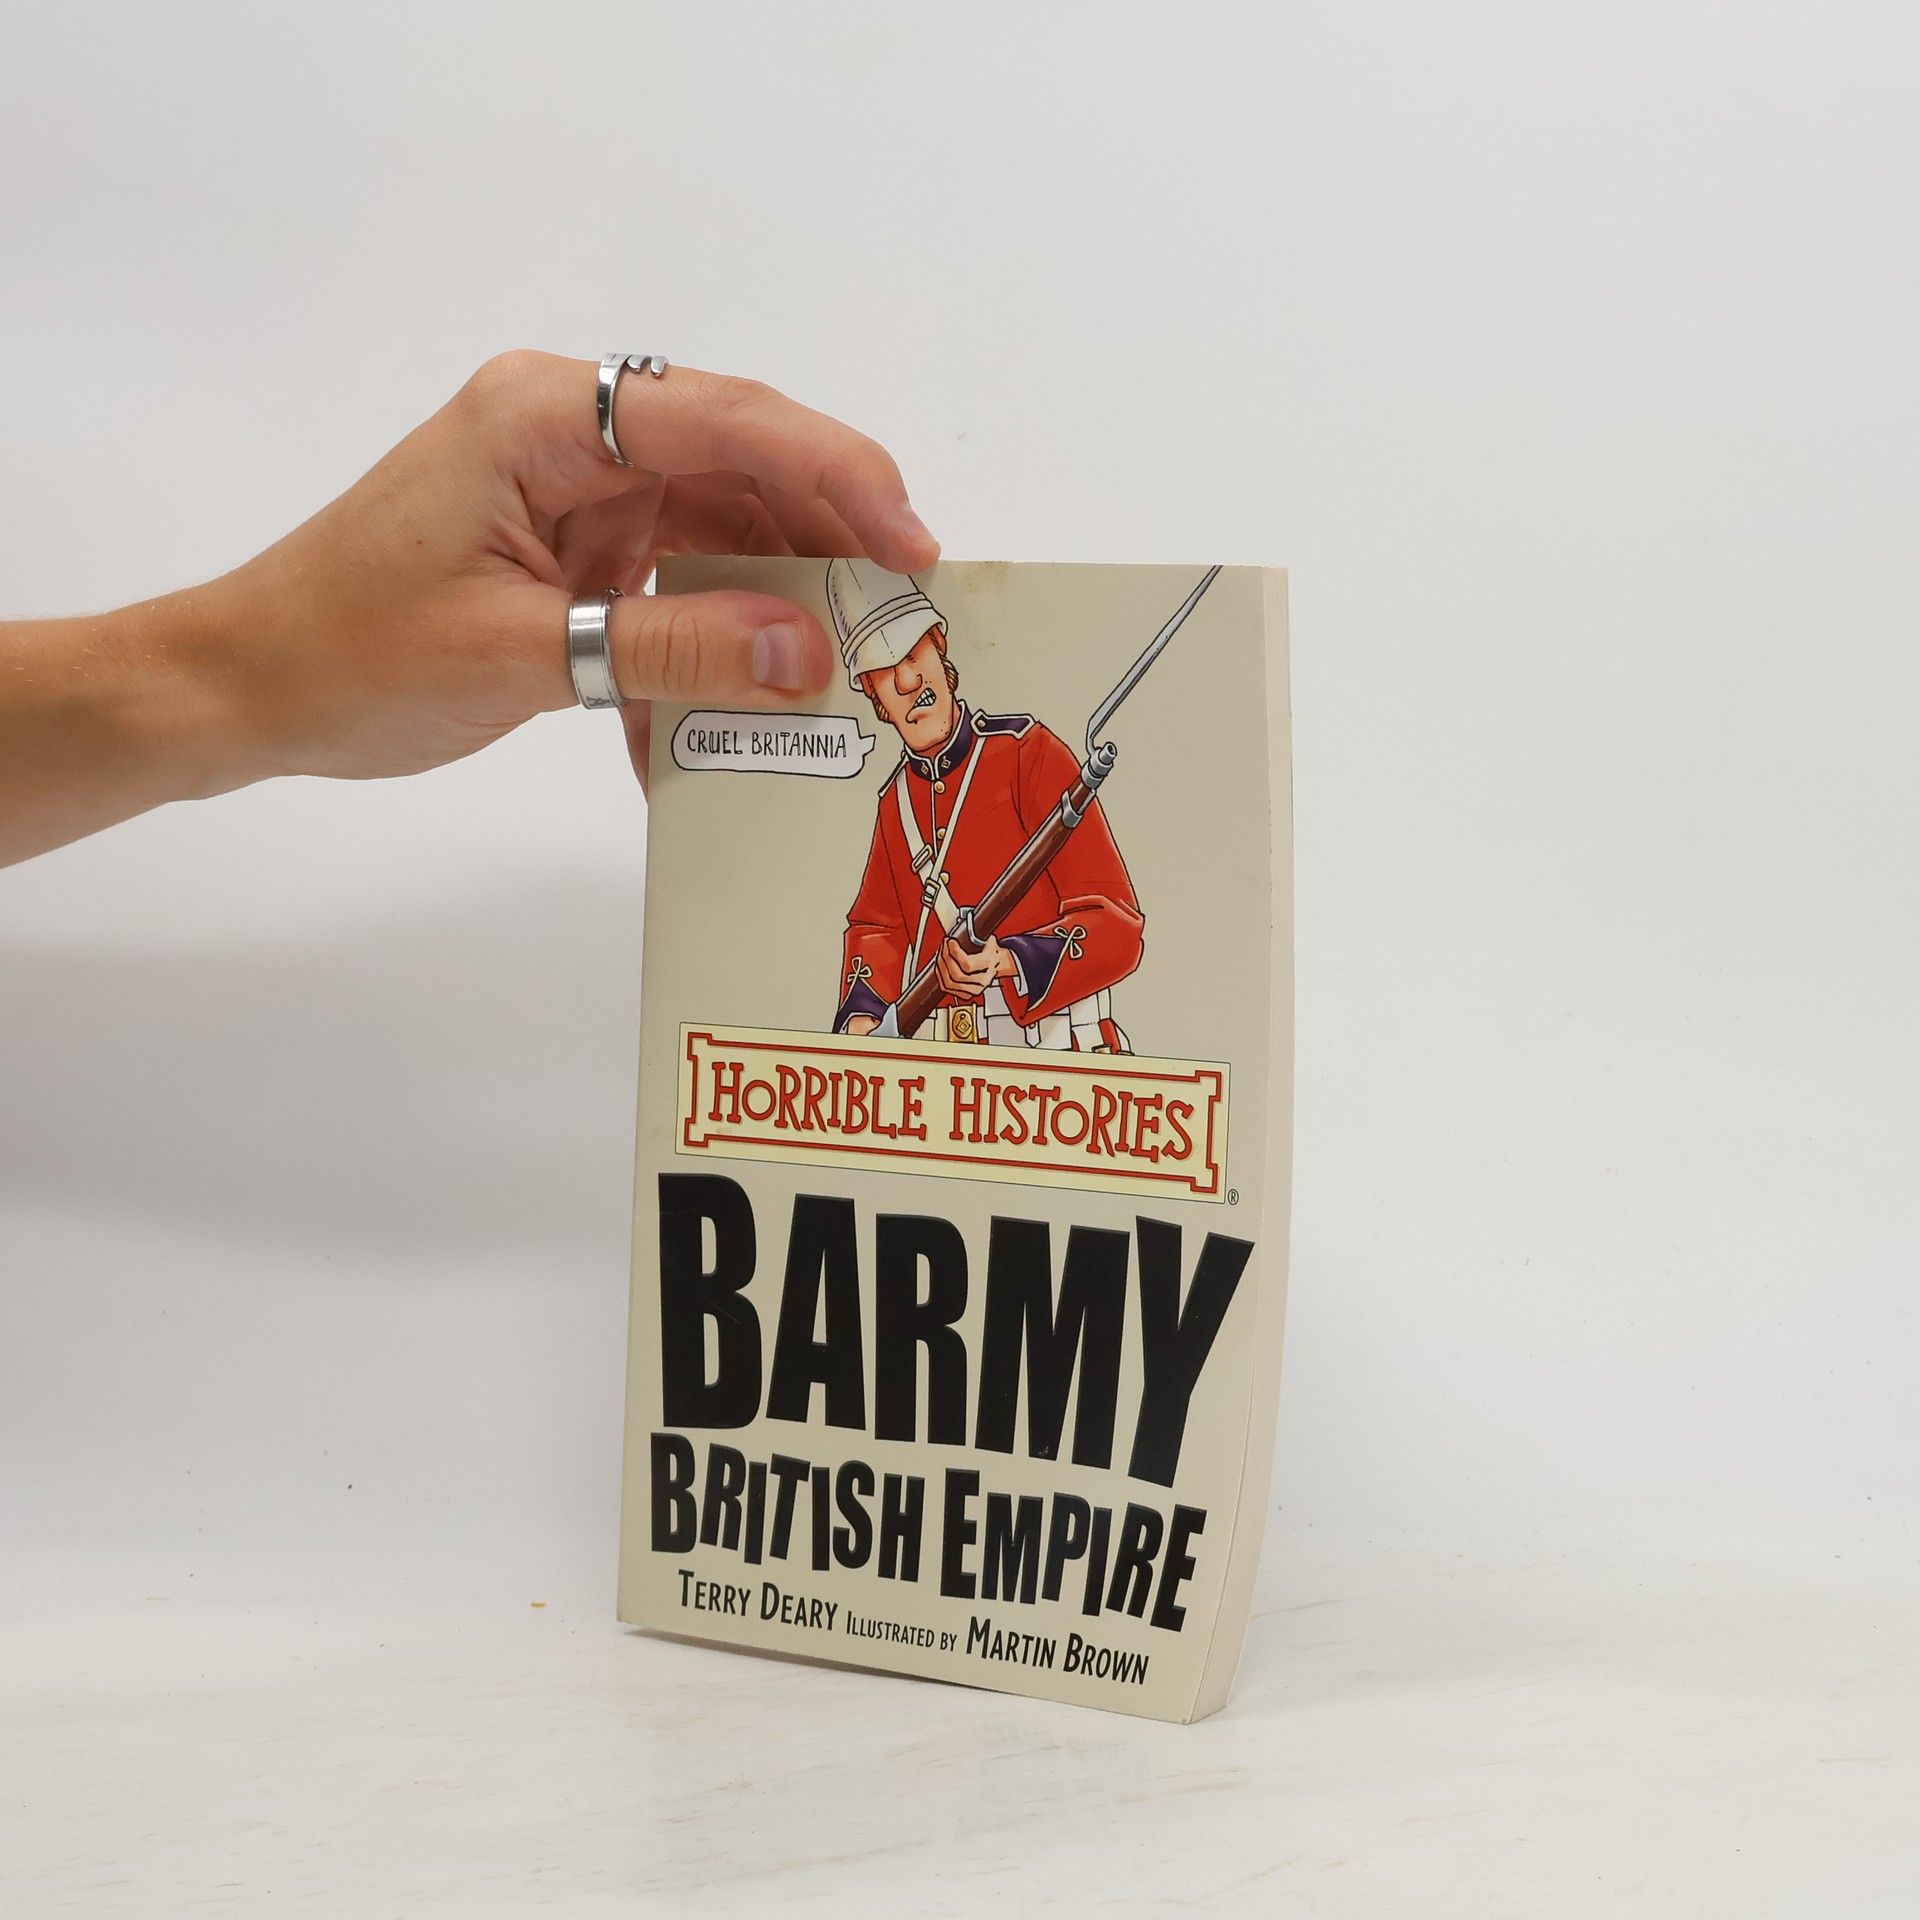 CRUEL BRITANNIA
HORRIBLE HISTORIES®
BARMY
BRITISH EMPIRE
TERRY DEARY ILLUSTRATED BY MARTIN BROWN